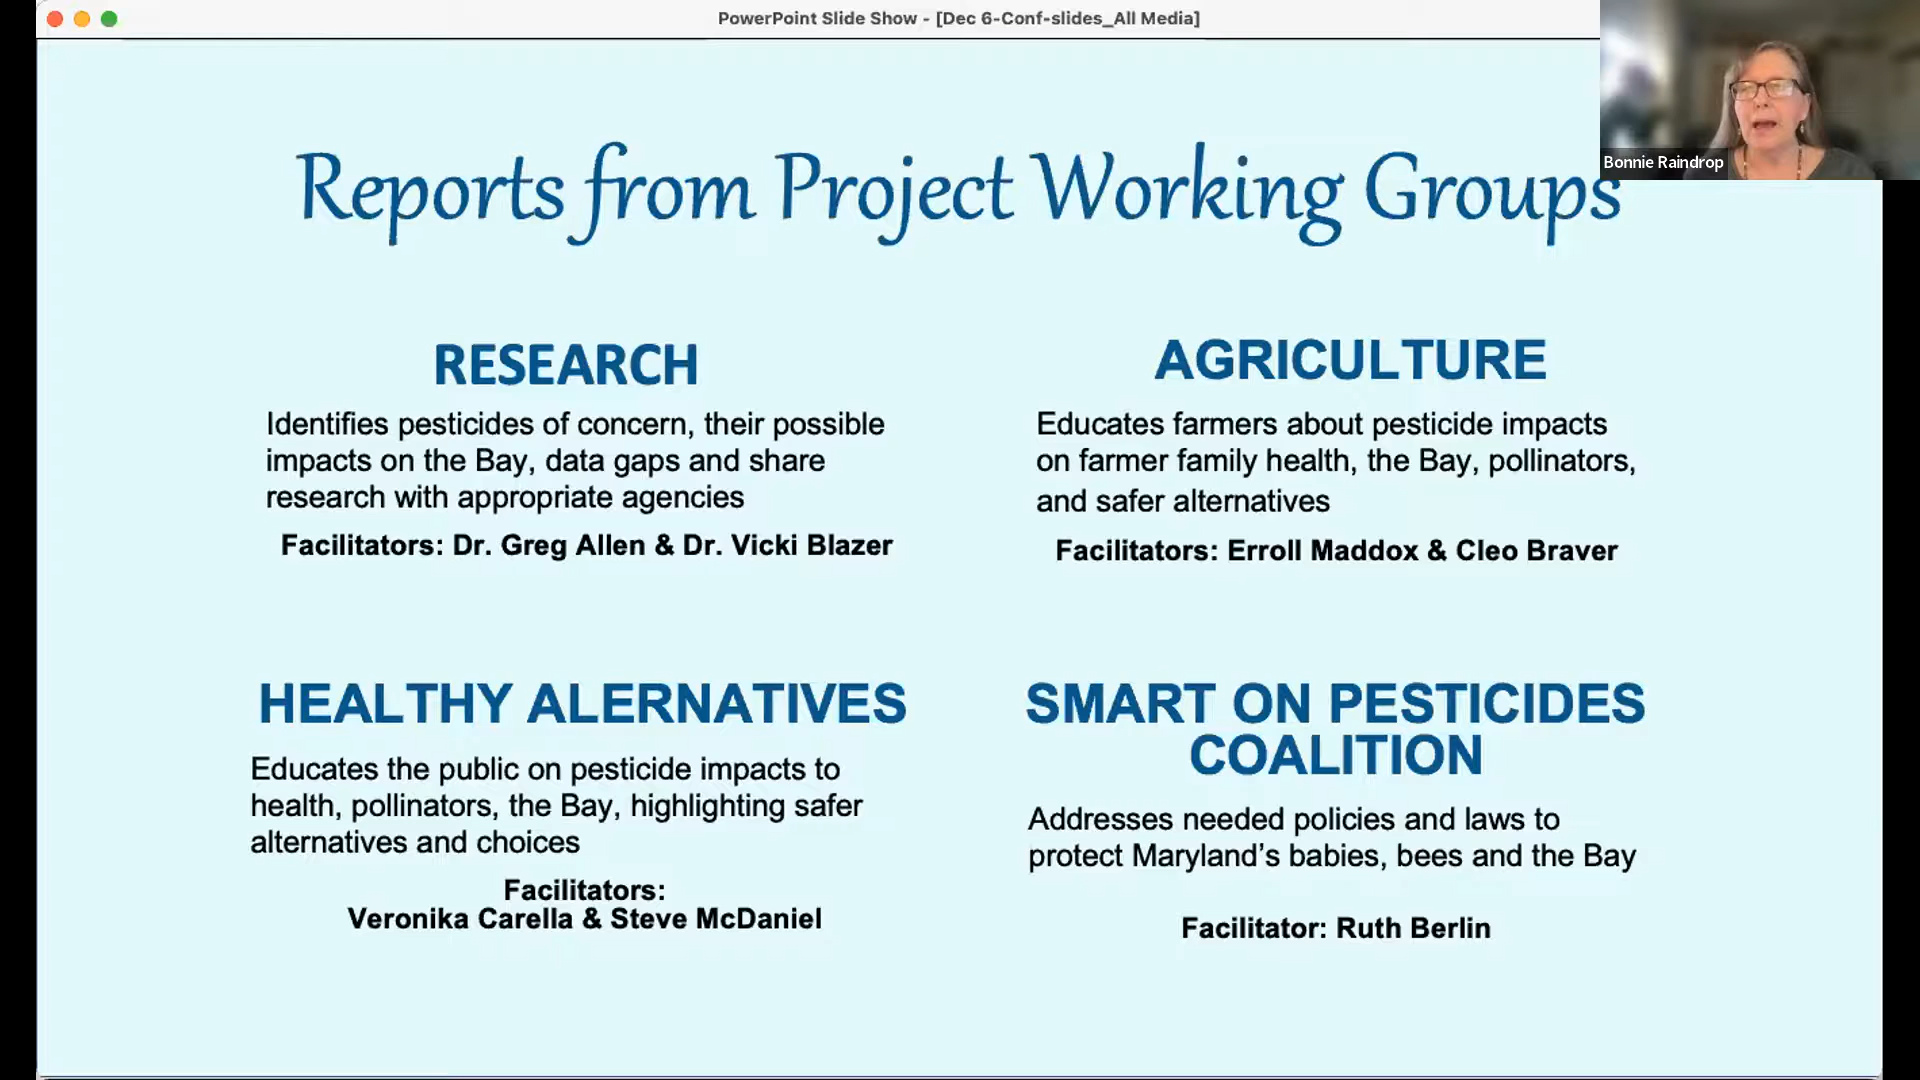 PowerPoint Slide Show - [Dec 6-Conf-slides_All Media]
Bonnie Raindrop
Reports from Project Working Groups
RESEARCH
Identifies pesticides of concern, their possible
impacts on the Bay, data gaps and share
research with appropriate agencies
Facilitators: Dr. Greg Allen & Dr. Vicki Blazer
AGRICULTURE
Educates farmers about pesticide impacts
on farmer family health, the Bay, pollinators,
and safer alternatives
Facilitators: Erroll Maddox & Cleo Braver
HEALTHY ALERNATIVES
Educates the public on pesticide impacts to
health, pollinators, the Bay, highlighting safer
alternatives and choices
Facilitators:
Veronika Carella & Steve McDaniel
SMART ON PESTICIDES
COALITION
Addresses needed policies and laws to
protect Maryland’s babies, bees and the Bay
Facilitator: Ruth Berlin